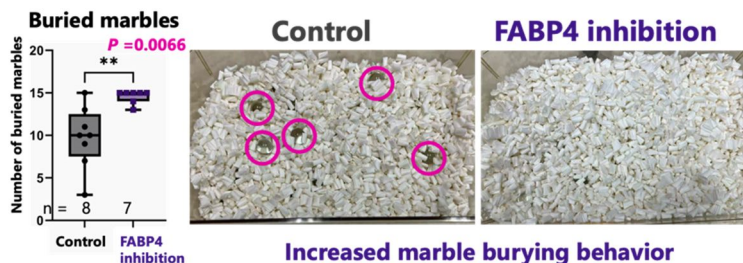 Buried marbles
P =0.0066
**
Number of buried marbles
20
15
10
5
0
n = 8 7
Control
FABP4
inhibition
Control
FABP4 inhibition
Increased marble burying behavior